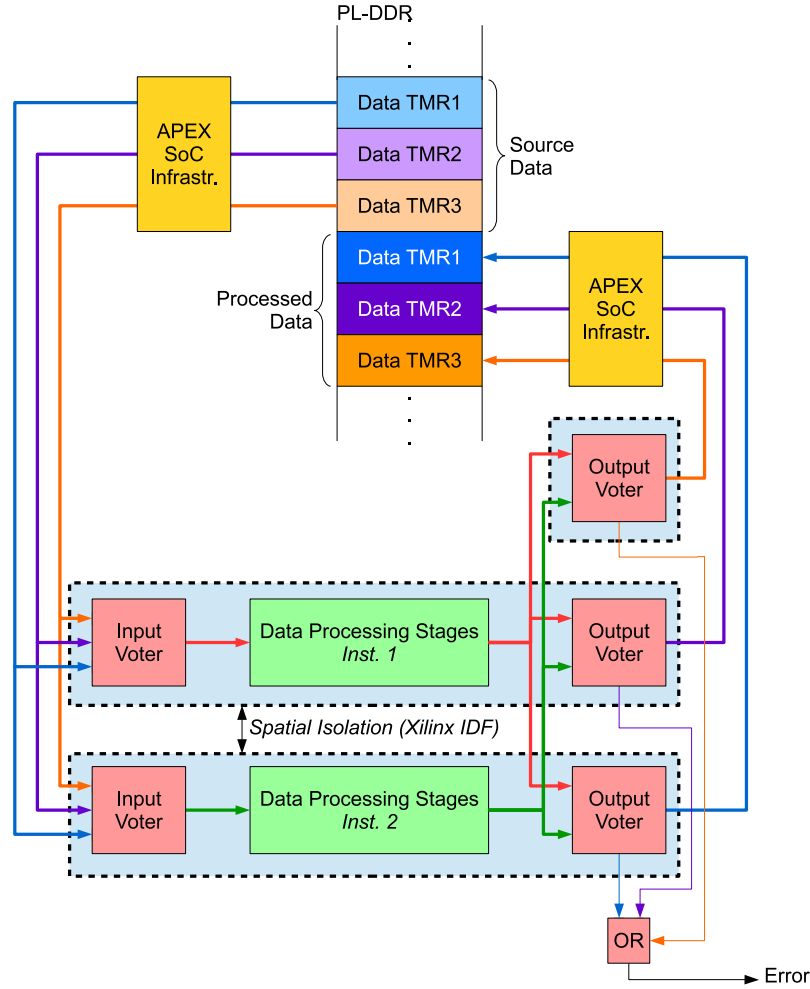 PL-DDR
Data TMR1
Data TMR2
Data TMR3
Source
Data
APEX
SoC
Infrastr.
Data TMR1
Data TMR2
Data TMR3
Processed
Data
APEX
SoC
Infrastr.
Output
Voter
Input
Voter
Data Processing Stages
Inst. 1
Output
Voter
Spatial Isolation (Xilinx IDF)
Input
Voter
Data Processing Stages
Inst. 2
Output
Voter
OR
Error